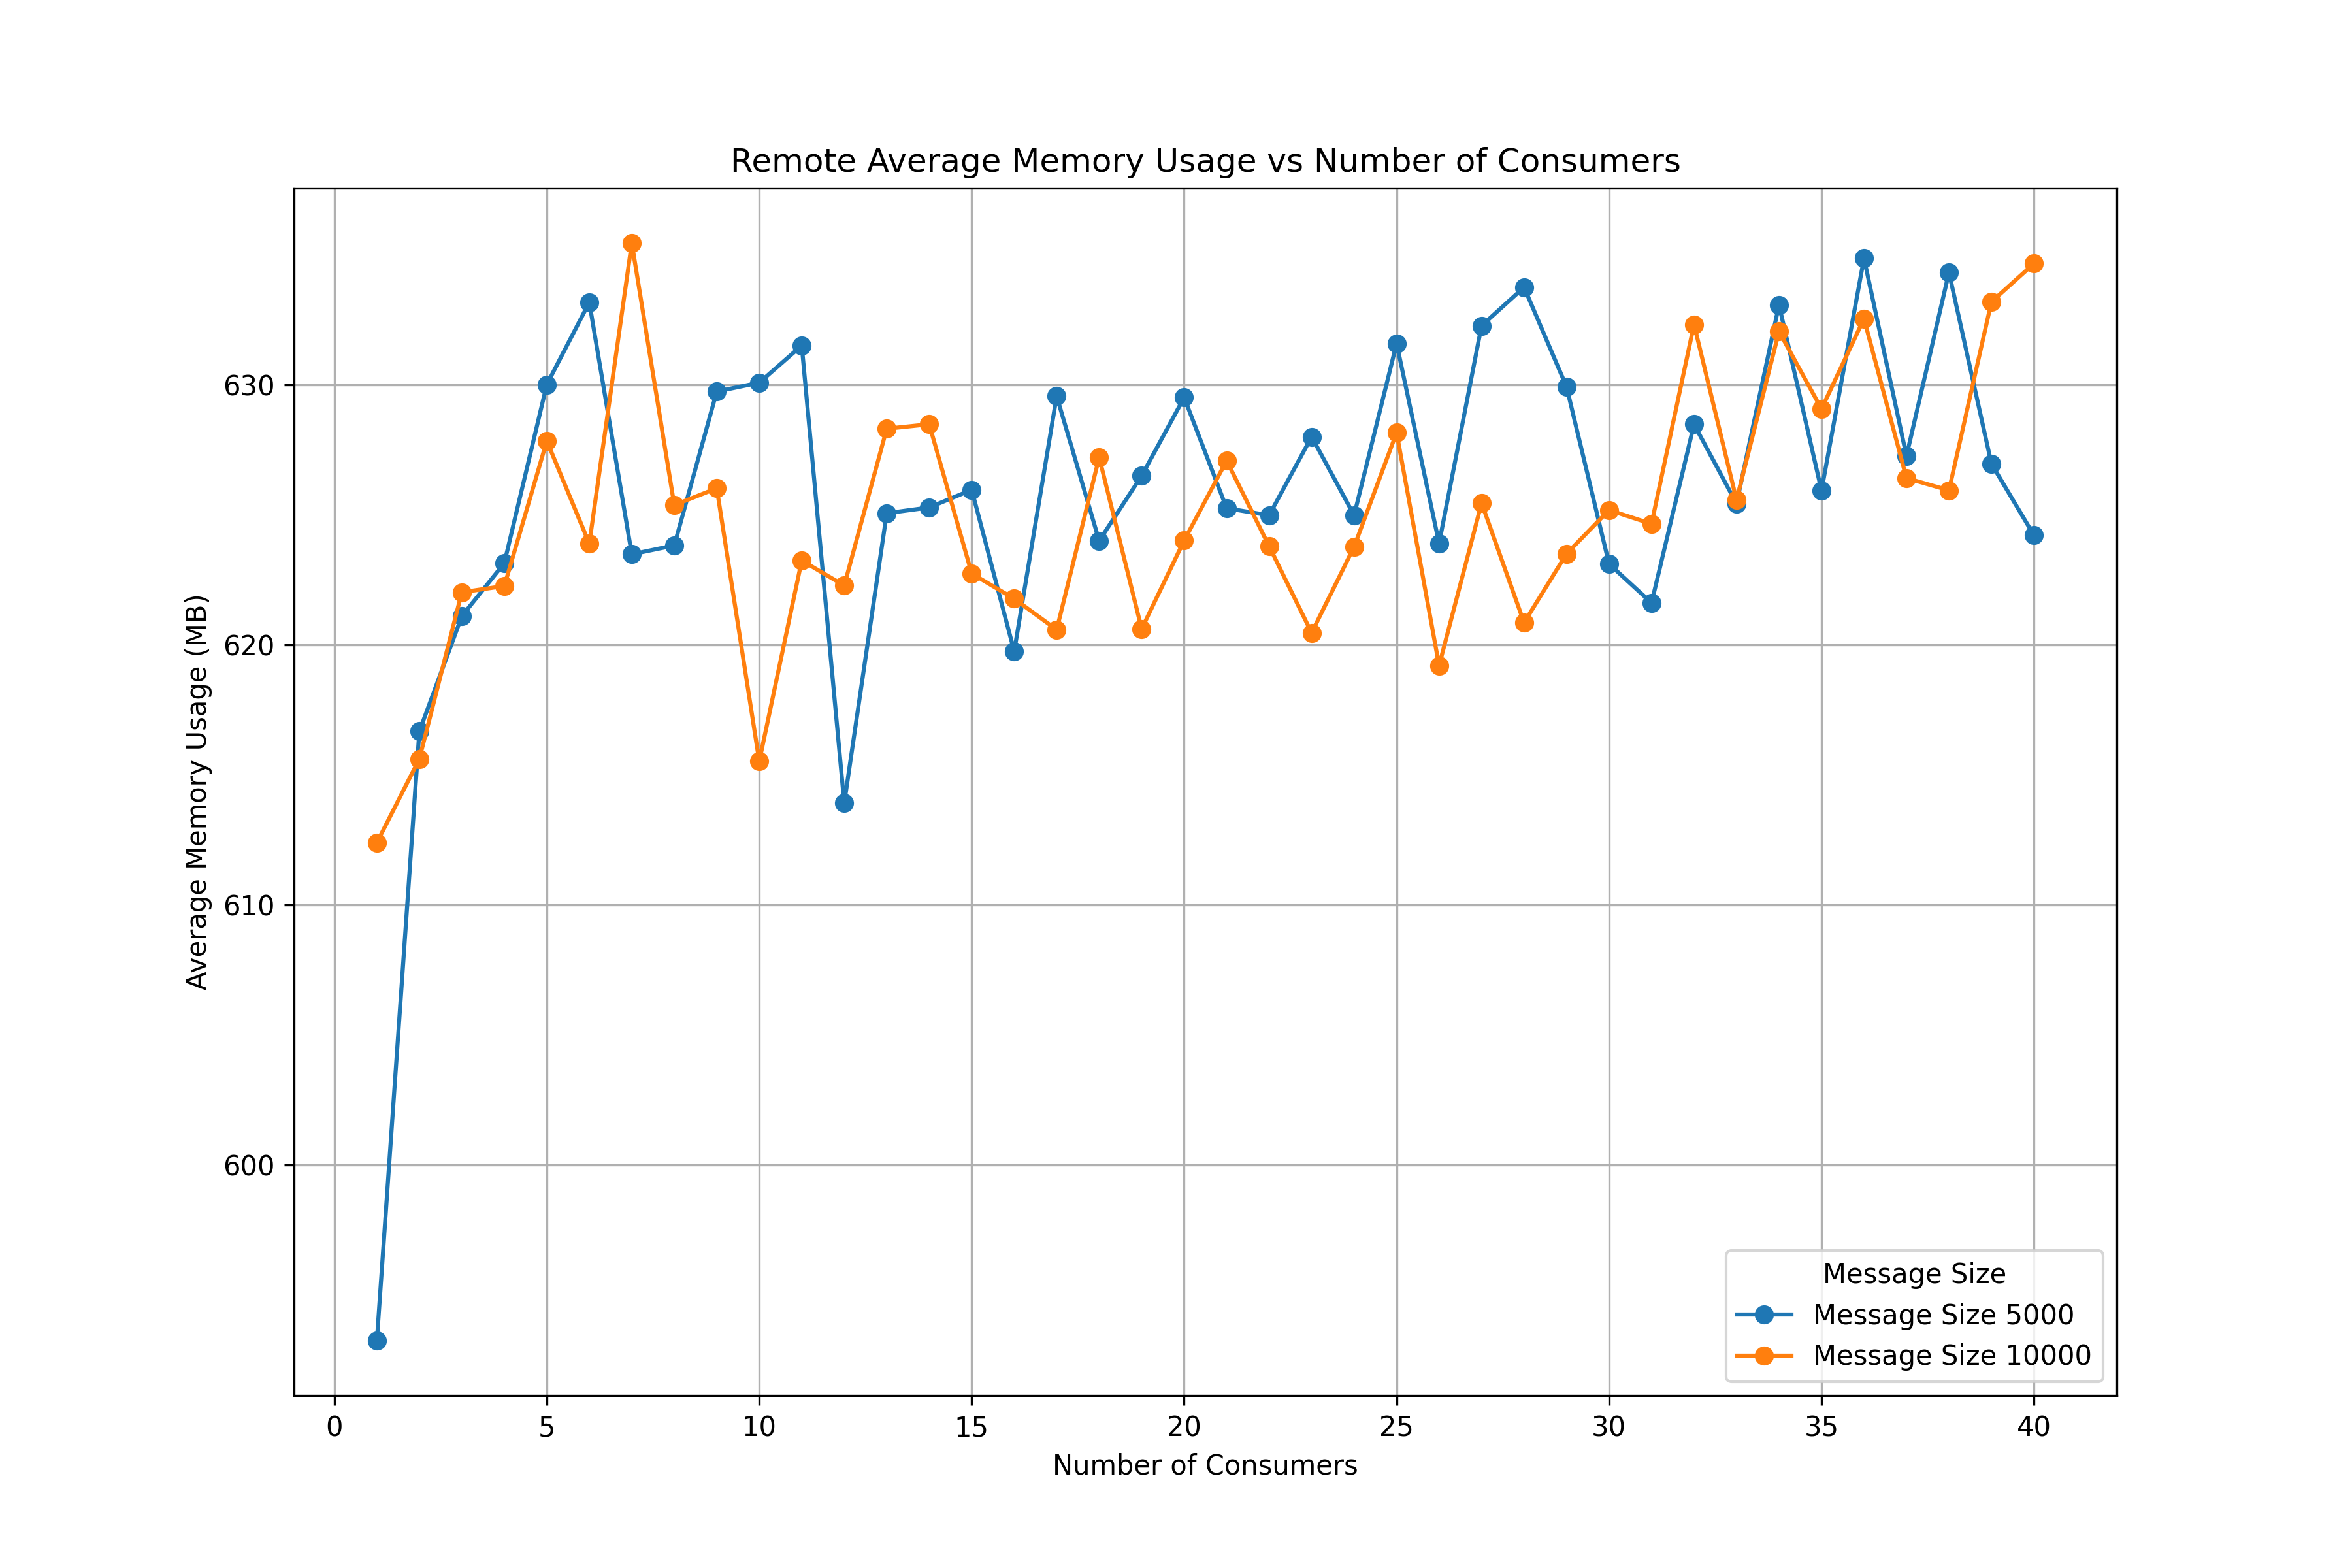 Remote Average Memory Usage vs Number of Consumers
Average Memory Usage (MB)
630
620
610
600
0 5 10 15 20 25 30 35 40
Number of Consumers
Message Size
Message Size 5000
Message Size 10000